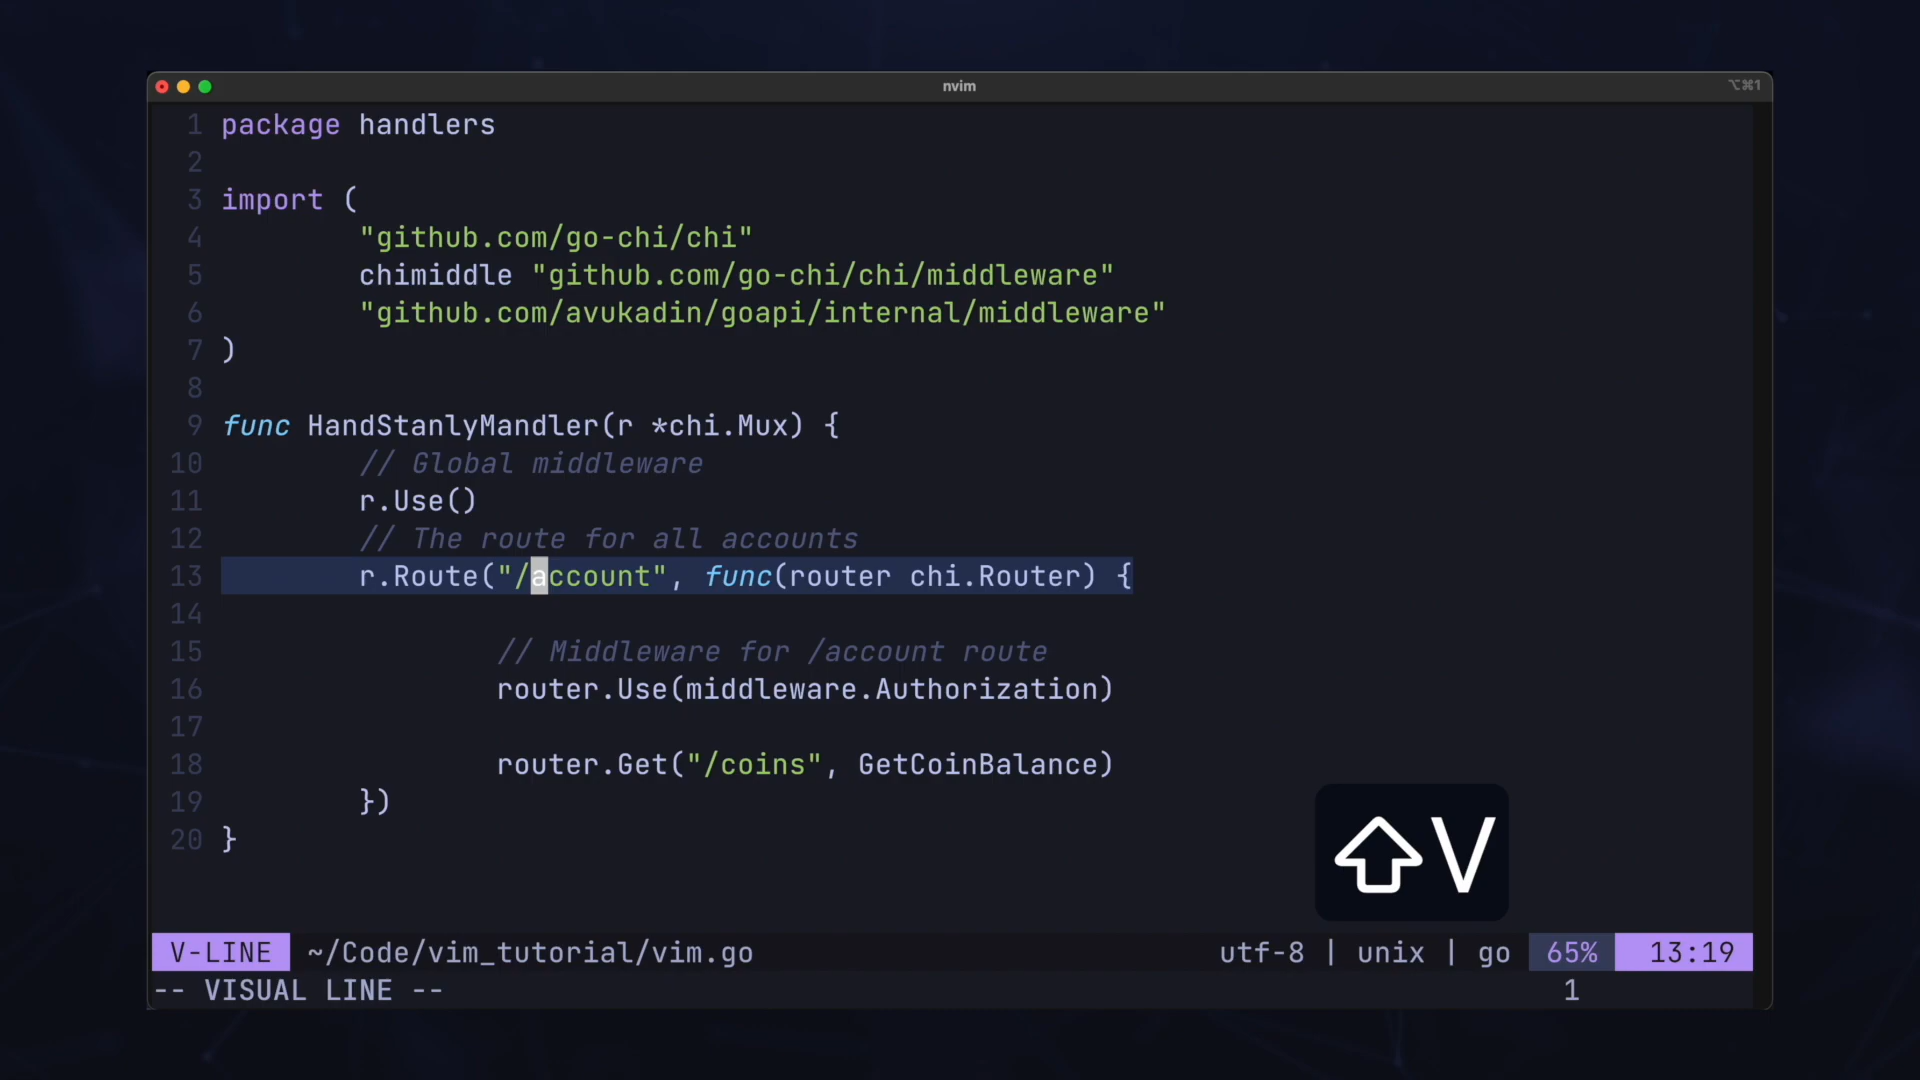 nvim
⌥⌘1
1 package handlers
2
3 import (
4 "github.com/go-chi/chi"
5 chimiddle "github.com/go-chi/chi/middleware"
6 "github.com/avukadin/goapi/internal/middleware"
7 )
8
9 func HandStanlyMandler(r *chi.Mux) {
10 // Global middleware
11 r.Use()
12 // The route for all accounts
13 r.Route("/account", func(router chi.Router) {
14
15 // Middleware for /account route
16 router.Use(middleware.Authorization)
17
18 router.Get("/coins", GetCoinBalance)
19 })
20 }
⇧V
V-LINE ~/Code/vim_tutorial/vim.go utf-8 | unix | go 65% 13:19
-- VISUAL LINE -- 1